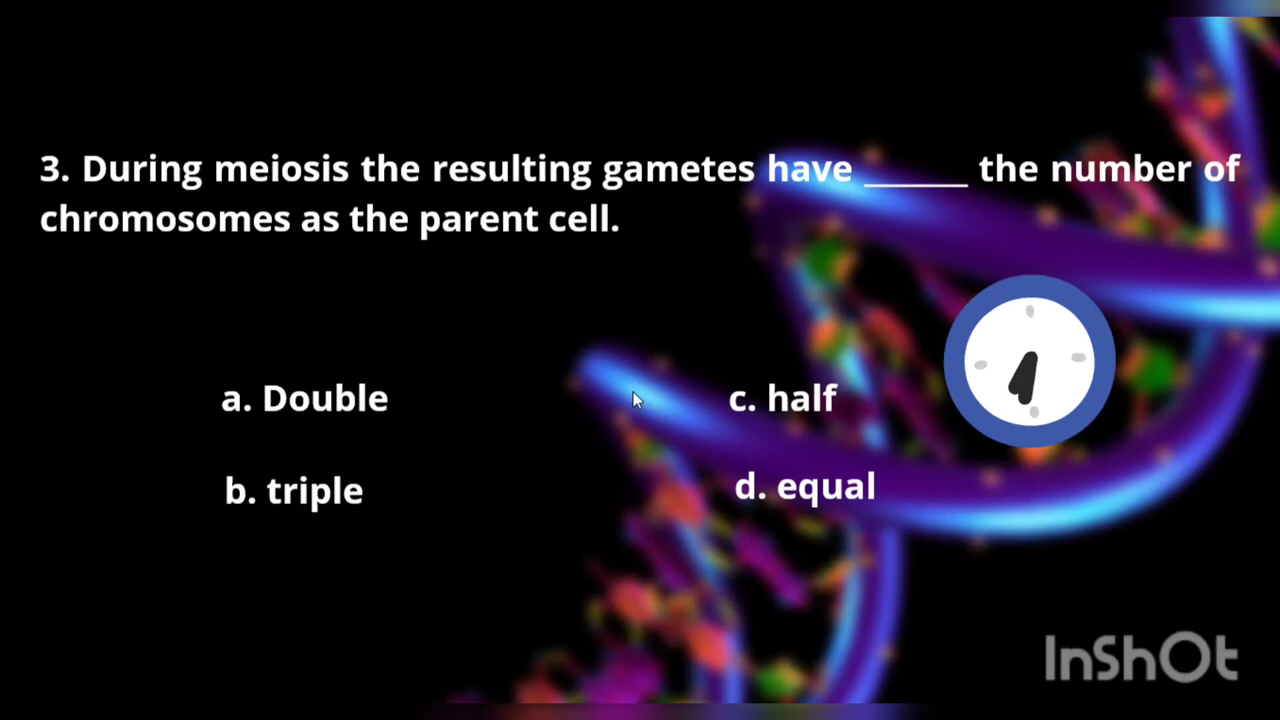 3. During meiosis the resulting gametes have ______ the number of
chromosomes as the parent cell.
a. Double
c. half
b. triple
d. equal
InShOt